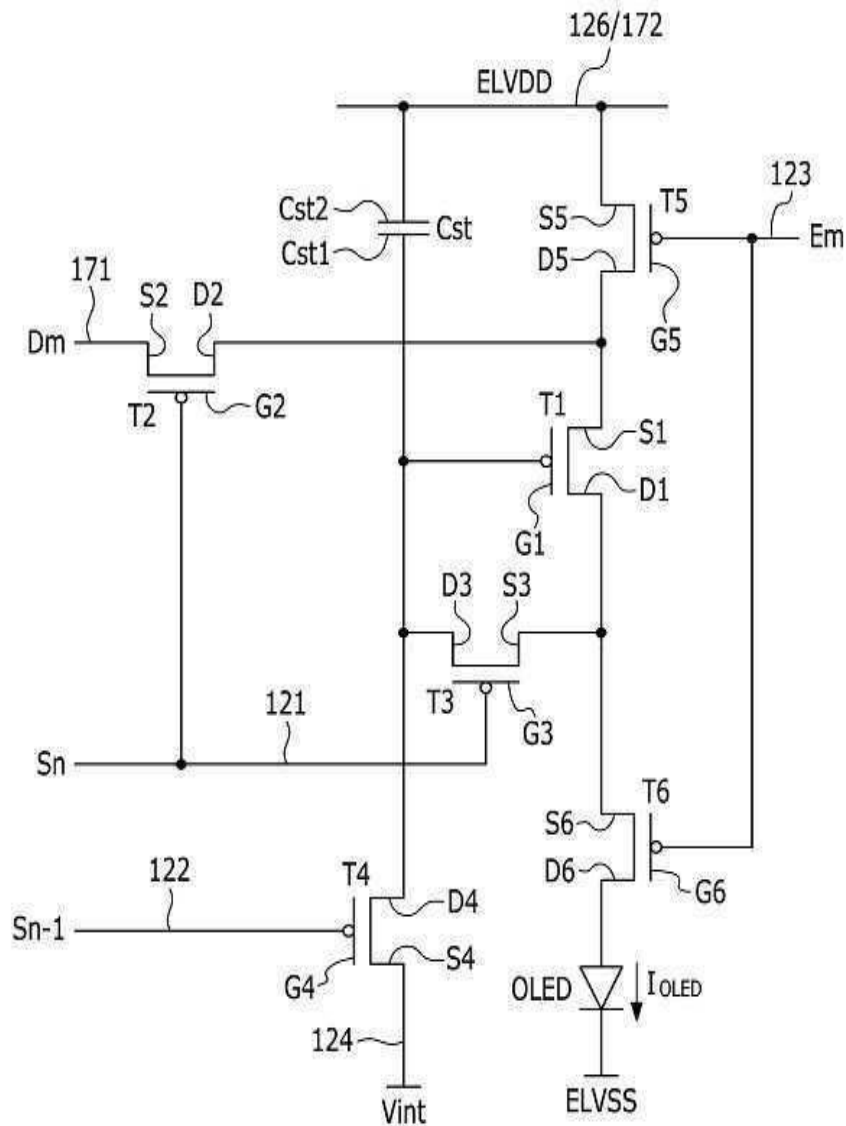 126/172
ELVDD
123
T5
S5
Em
Cst2
Cst
Cst1
D5
171
S2
D2
G5
Dm
T2
G2
T1
S1
D1
G1
D3
S3
T3
G3
121
Sn
T6
S6
122
T4
D6
G6
D4
Sn-1
S4
G4
OLED
IOLED
124
Vint
ELVSS